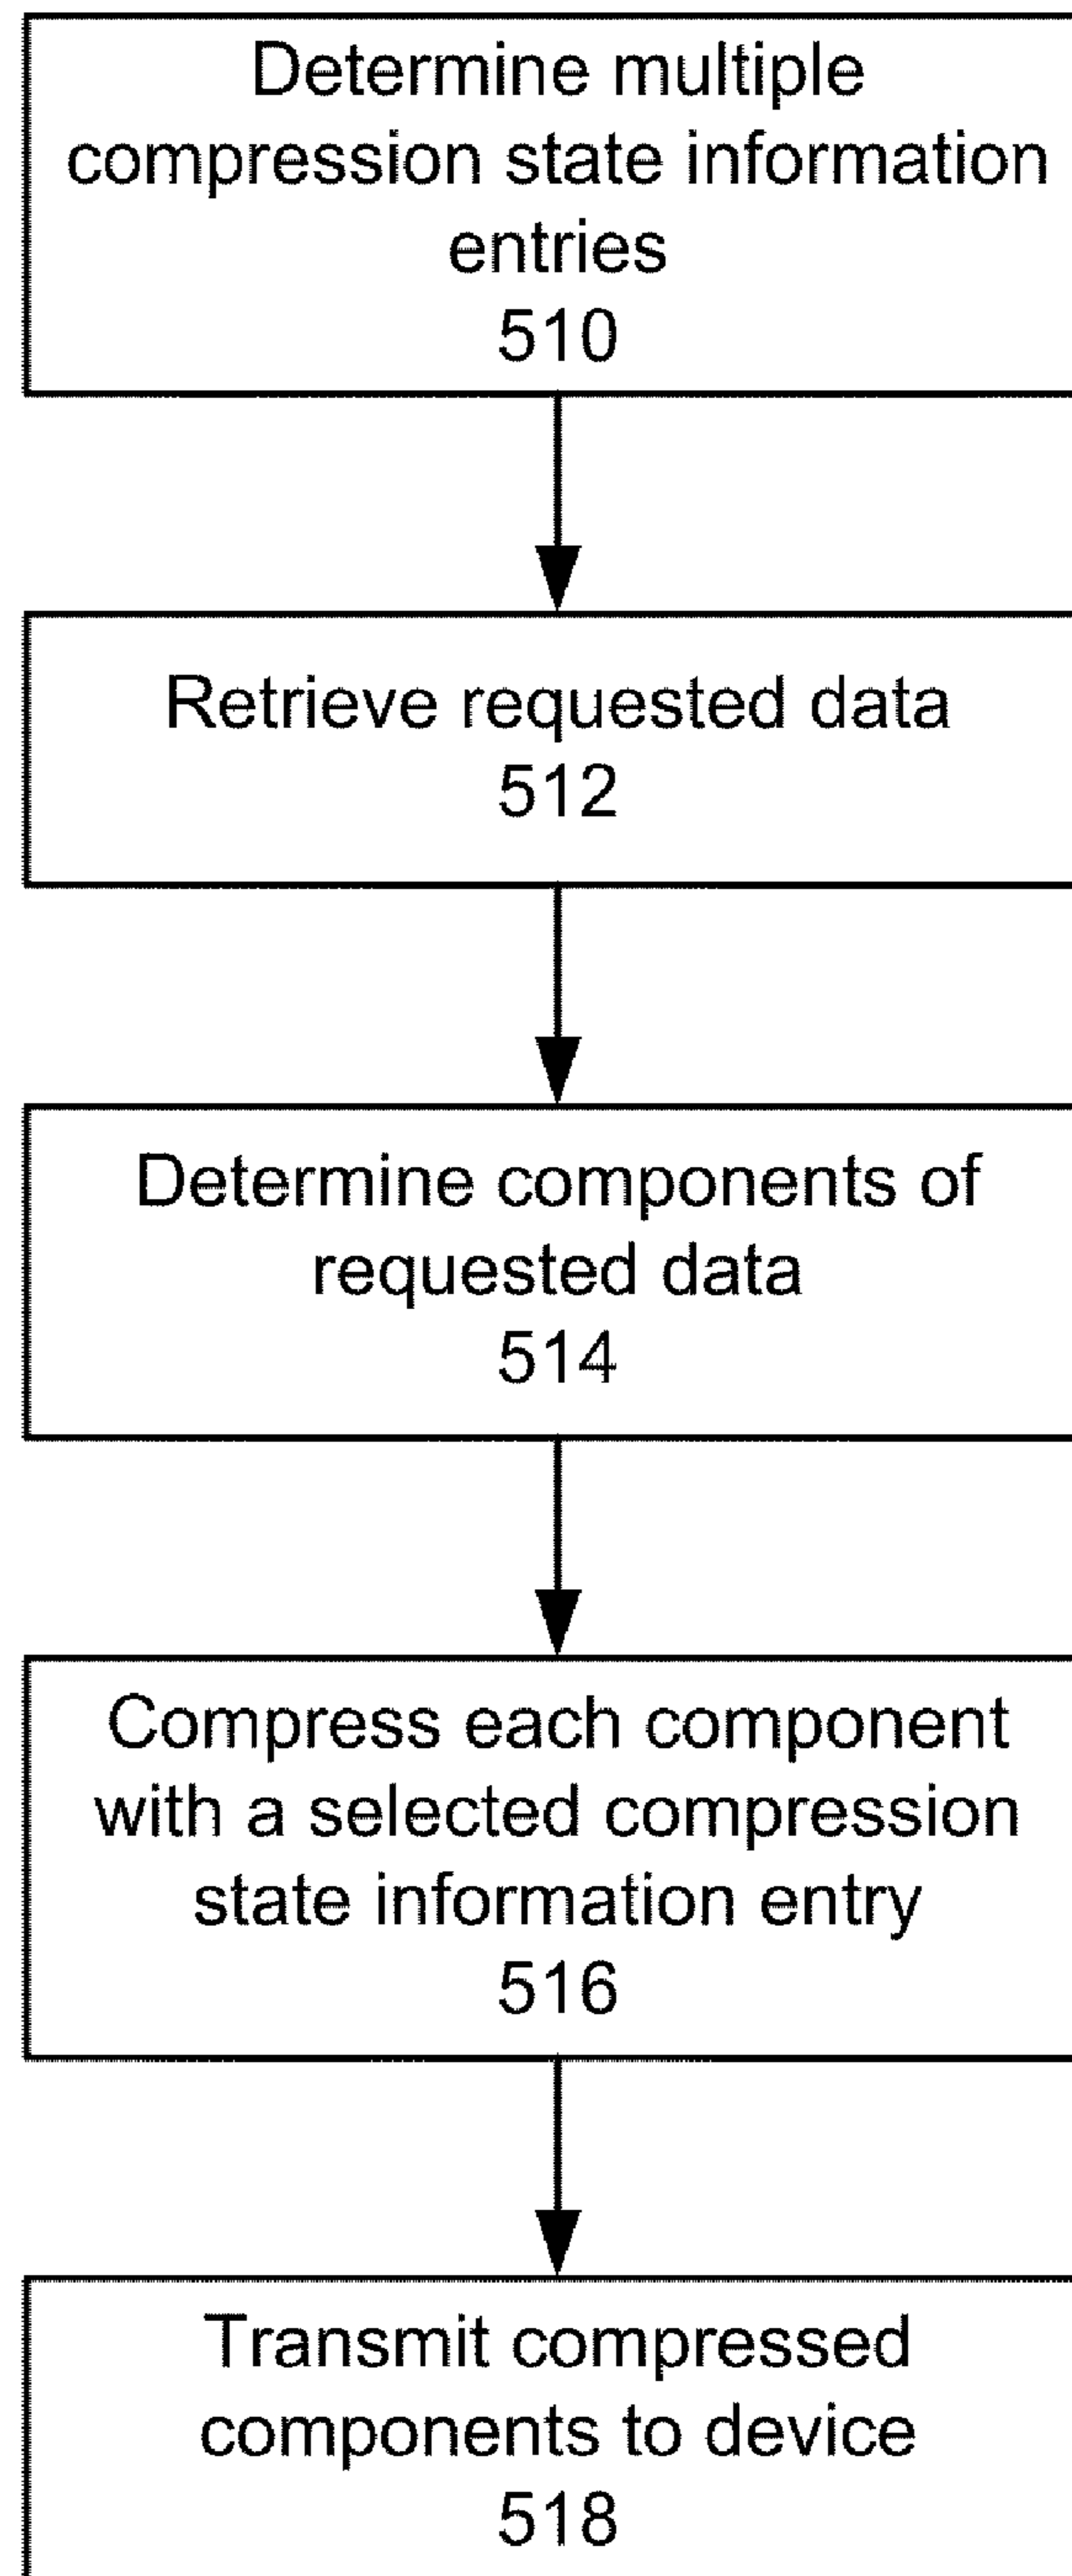 Determine multiple
compression state information
entries
510
Retrieve requested data
512
Determine components of
requested data
514
Compress each component
with a selected compression
state information entry
516
Transmit compressed
components to device
518